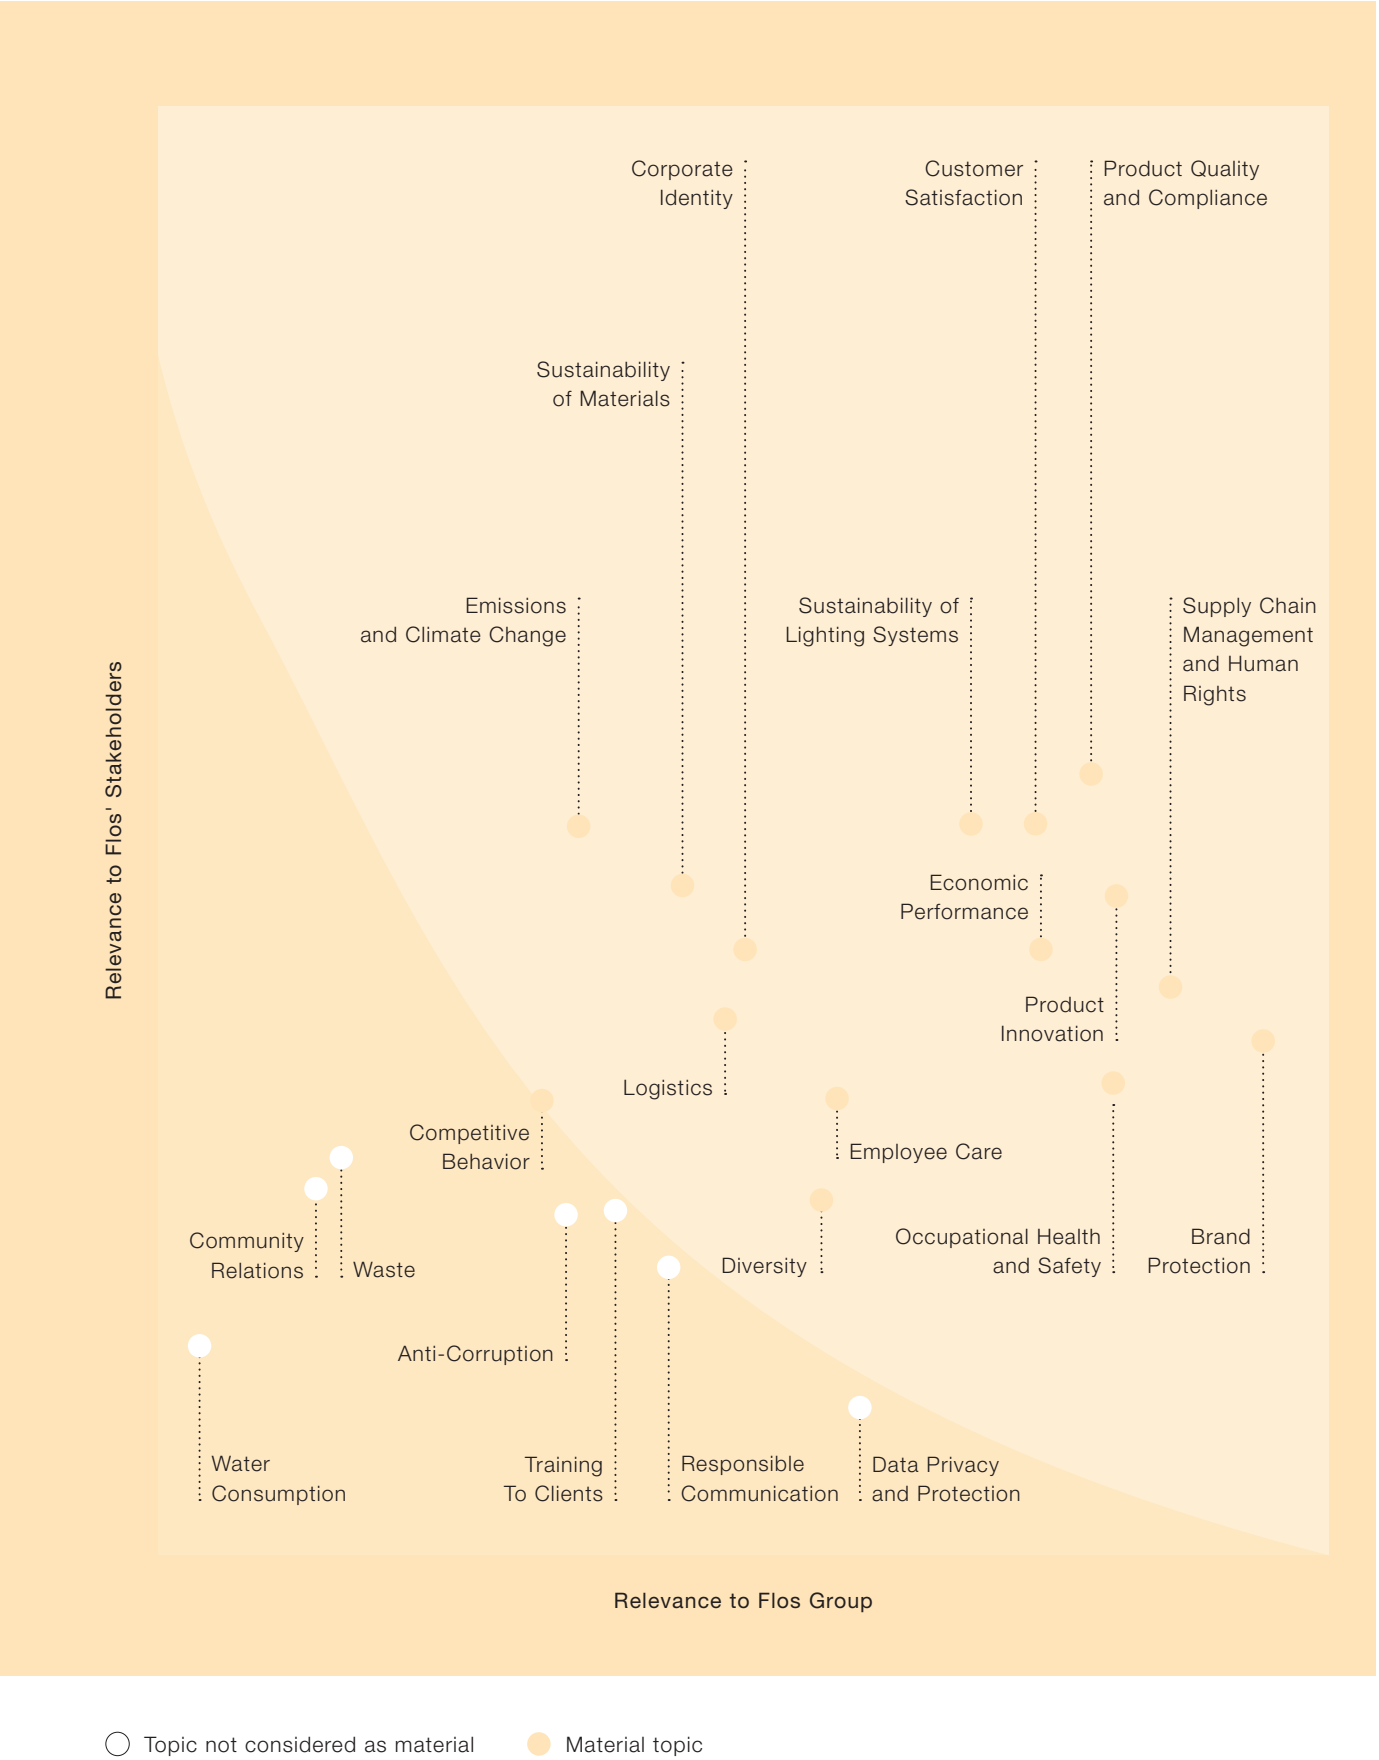 Corporate
Identity
Customer
Satisfaction
Product Quality
and Compliance
Sustainability
of Materials
Emissions
and Climate Change
Sustainability of
Lighting Systems
Supply Chain
Management
and Human
Rights
Relevance to Flos' Stakeholders
Economic
Performance
Product
Innovation
Logistics
Competitive
Behavior
Employee Care
Community
Relations
Waste
Diversity
Occupational Health
and Safety
Brand
Protection
Anti-Corruption
Water
Consumption
Training
To Clients
Responsible
Communication
Data Privacy
and Protection
Relevance to Flos Group
Topic not considered as material
Material topic